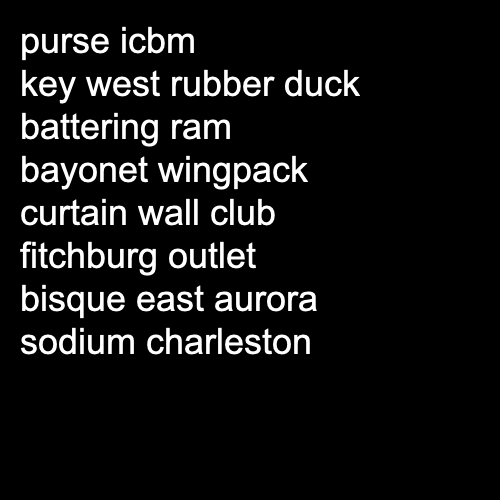 purse icbm
key west rubber duck
battering ram
bayonet wingpack
curtain wall club
fitchburg outlet
bisque east aurora
sodium charleston